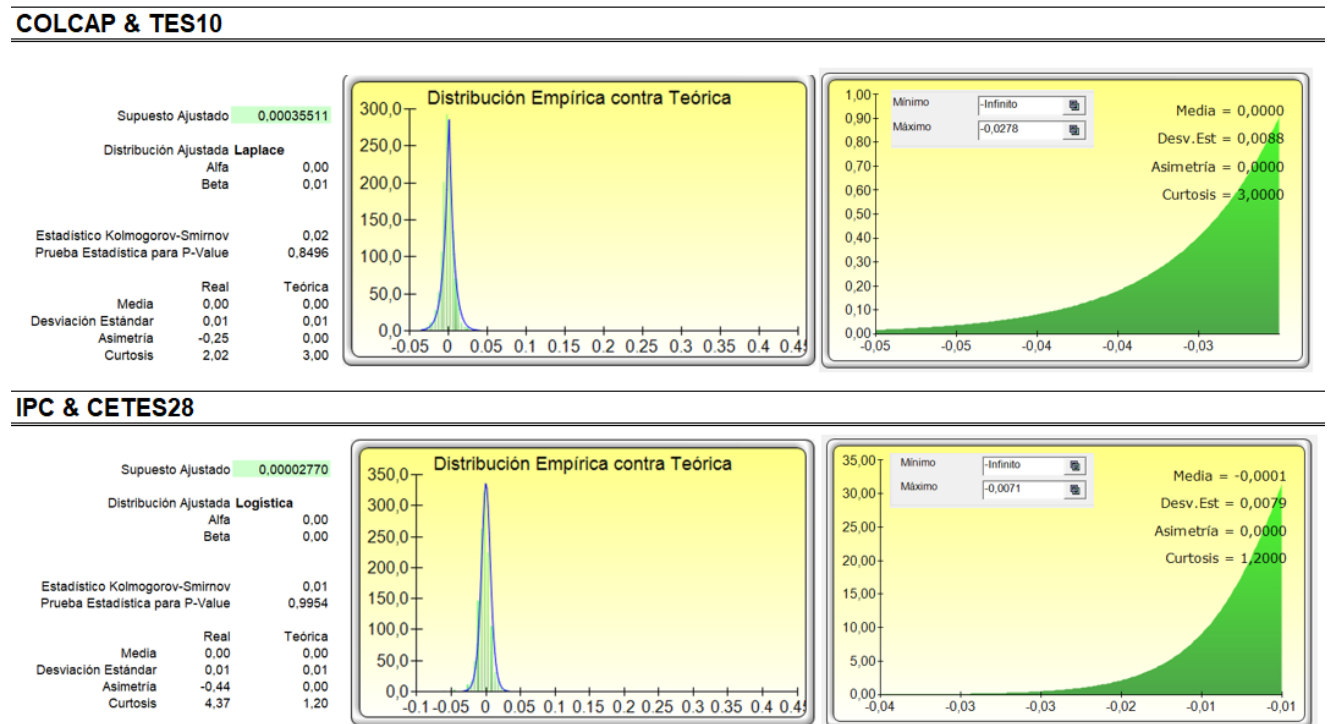 COLCAP & TES10
Supuesto Ajustado 0,00035511
Distribución Ajustada Laplace
Alfa 0,00
Beta 0,01
Estadístico Kolmogorov-Smirnov 0,02
Prueba Estadística para P-Value 0,8496
Real Teórica
Media 0,00 0,00
Desviación Estándar 0,01 0,01
Asimetría -0,25 0,00
Curtosis 2,02 3,00
Distribución Empírica contra Teórica
300,0
250,0
200,0
150,0
100,0
50,0
0,0
-0.05 0 0.05 0.1 0.15 0.2 0.25 0.3 0.35 0.4 0.45
Mínimo -Infinito
Máximo -0,0278
Media = 0,0000
Desv.Est = 0,0088
Asimetría = 0,0000
Curtosis = 3,0000
1,00
0,90
0,80
0,70
0,60
0,50
0,40
0,30
0,20
0,10
0,00
-0,05 -0,05 -0,04 -0,04 -0,03
IPC & CETES28
Supuesto Ajustado 0,00002770
Distribución Ajustada Logística
Alfa 0,00
Beta 0,00
Estadístico Kolmogorov-Smirnov 0,01
Prueba Estadística para P-Value 0,9954
Real Teórica
Media 0,00 0,00
Desviación Estándar 0,01 0,01
Asimetría -0,44 0,00
Curtosis 4,37 1,20
Distribución Empírica contra Teórica
350,0
300,0
250,0
200,0
150,0
100,0
50,0
0,0
-0.1 -0.05 0 0.05 0.1 0.15 0.2 0.25 0.3 0.35 0.4 0.45
Mínimo -Infinito
Máximo -0,0071
Media = -0,0001
Desv.Est = 0,0079
Asimetría = 0,0000
Curtosis = 1,2000
35,00
30,00
25,00
20,00
15,00
10,00
5,00
0,00
-0,04 -0,03 -0,03 -0,02 -0,01 -0,01